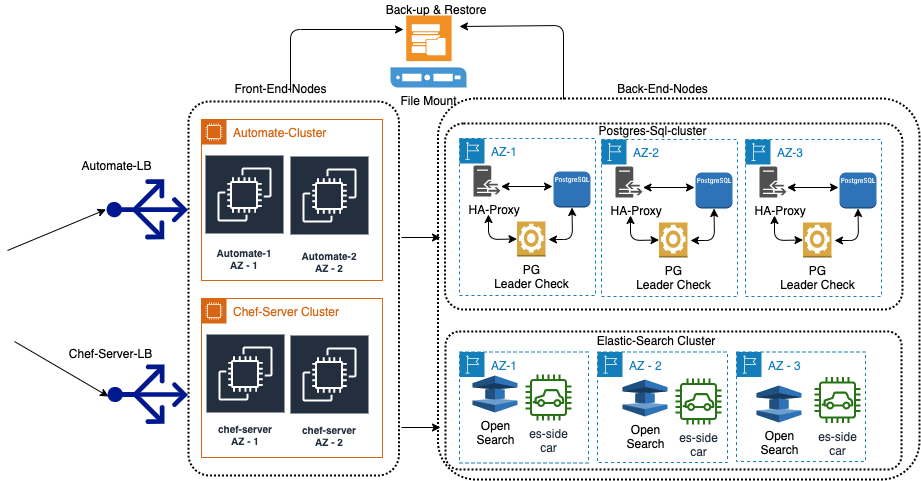 Back-up & Restore
File Mount
Front-End-Nodes
Back-End-Nodes
Automate-LB
Chef-Server-LB
Automate-Cluster
Automate-1
AZ - 1
Automate-2
AZ - 2
Chef-Server Cluster
chef-server
AZ - 1
chef-server
AZ - 2
Postgres-Sql-cluster
AZ-1
PostgreSQL
HA-Proxy
PG
Leader Check
AZ-2
PostgreSQL
HA-Proxy
PG
Leader Check
AZ-3
PostgreSQL
HA-Proxy
PG
Leader Check
Elastic-Search Cluster
AZ-1
Open
Search
es-side
car
AZ - 2
Open
Search
es-side
car
AZ - 3
Open
Search
es-side
car